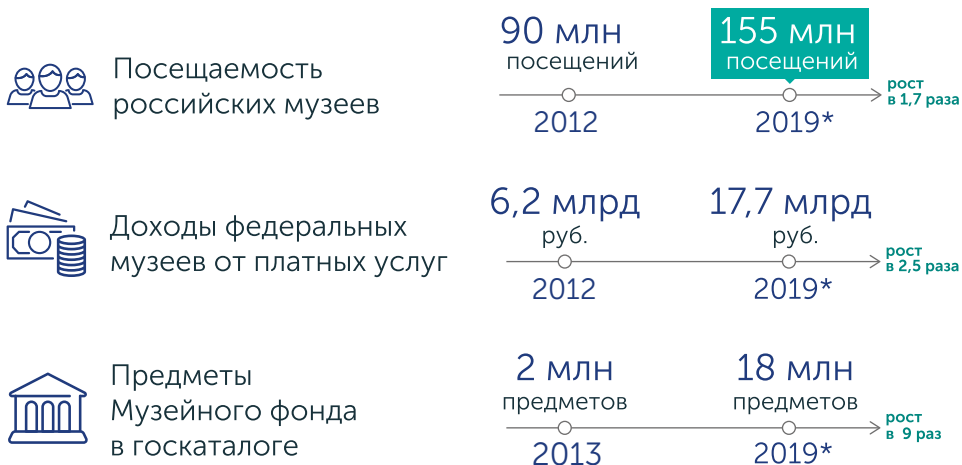 Посещаемость
российских музеев
90 млн
посещений
2012
155 млн
посещений
2019*
рост
в 1,7 раза
Доходы федеральных
музеев от платных услуг
6,2 млрд
руб.
2012
17,7 млрд
руб.
2019*
рост
в 2,5 раза
Предметы
Музейного фонда
в госкаталоге
2 млн
предметов
2013
18 млн
предметов
2019*
рост
в 9 раз